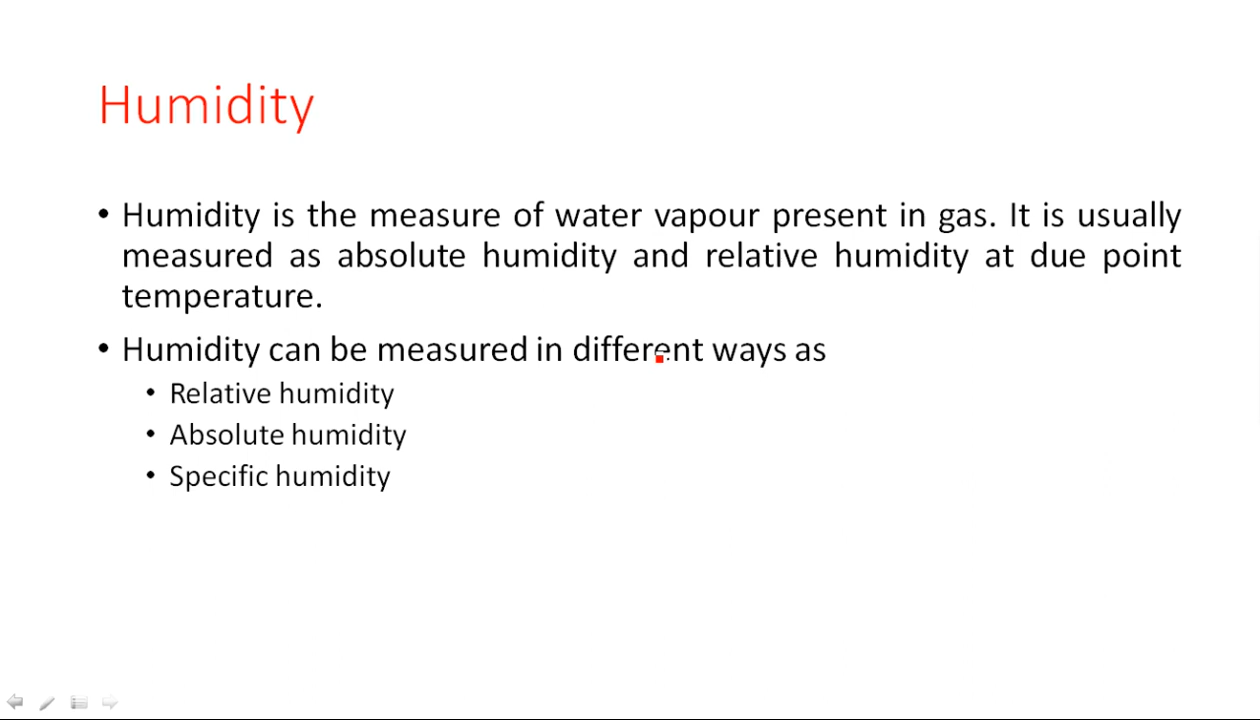 Humidity
• Humidity is the measure of water vapour present in gas. It is usually
measured as absolute humidity and relative humidity at due point
temperature.
• Humidity can be measured in different ways as
• Relative humidity
• Absolute humidity
• Specific humidity